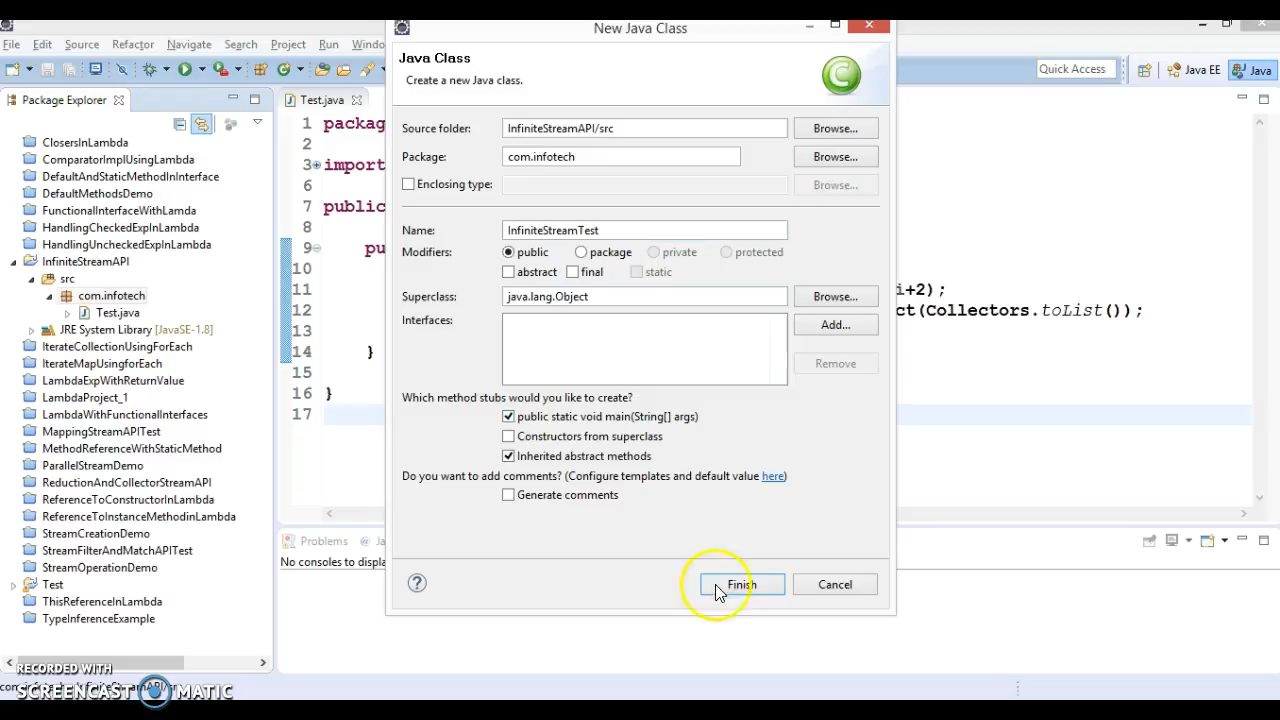 New Java Class
File Edit Source Refactor Navigate Search Project Run Windo
Java Class
Create a new Java class.
Quick Access
Java EE
Java
Package Explorer
Test.java
Source folder: InfiniteStreamAPI/src Browse...
Package: com.infotech Browse...
Enclosing type: Browse...
Name: InfiniteStreamTest
Modifiers: public package private protected
abstract final static
Superclass: java.lang.Object Browse...
Interfaces: Add...
Remove
Which method stubs would you like to create?
public static void main(String[] args)
Constructors from superclass
Inherited abstract methods
Do you want to add comments? (Configure templates and default value here)
Generate comments
? Finish Cancel
ClosersInLambda
ComparatorImplUsingLambda
DefaultAndStaticMethodInInterface
DefaultMethodsDemo
FunctionalInterfaceWithLamda
HandlingCheckedExpInLambda
HandlingUncheckedExpInLambda
InfiniteStreamAPI
src
com.infotech
Test.java
JRE System Library [JavaSE-1.8]
IterateCollectionUsingForEach
IterateMapUsingforEach
LambdaExpWithReturnValue
LambdaProject_1
LambdaWithFunctionalInterfaces
MappingStreamAPITest
MethodReferenceWithStaticMethod
ParallelStreamDemo
ReductionAndCollectorStreamAPI
ReferenceToConstructorInLambda
ReferenceToInstanceMethodinLambda
StreamCreationDemo
StreamFilterAndMatchAPITest
StreamOperationDemo
Test
ThisReferenceInLambda
TypeInferenceExample
1 packag
2
3 import
6
7 public
8
9 pu
10
11 i+2);
12 ct(Collectors.toList());
13
14 }
15
16 }
17
Problems @ Ja
No consoles to displa
RECORDED WITH
SCREENCAST MATIC